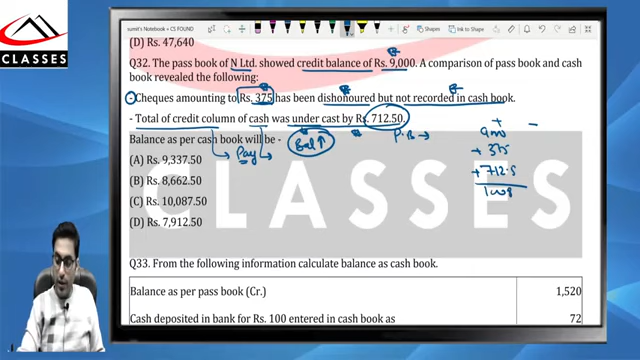 sumit's Notebook + CS FOUND
CLASSES
(D) Rs. 47,640
Q32. The pass book of N Ltd. showed credit balance of Rs. 9,000. A comparison of pass book and cash
book revealed the following:
- Cheques amounting to Rs. 375 has been dishonoured but not recorded in cash book.
- Total of credit column of cash was under cast by Rs. 712.50.
Balance as per cash book will be -
Pay
Bal ↑
P.B →
+
-
9000
+ 375
+ 712.5
(A) Rs. 9,337.50
(B) Rs. 8,662.50
(C) Rs. 10,087.50
(D) Rs. 7,912.50
CLASSES
Q33. From the following information calculate balance as cash book.
Balance as per pass book (Cr.) 1,520
Cash deposited in bank for Rs. 100 entered in cash book as 72